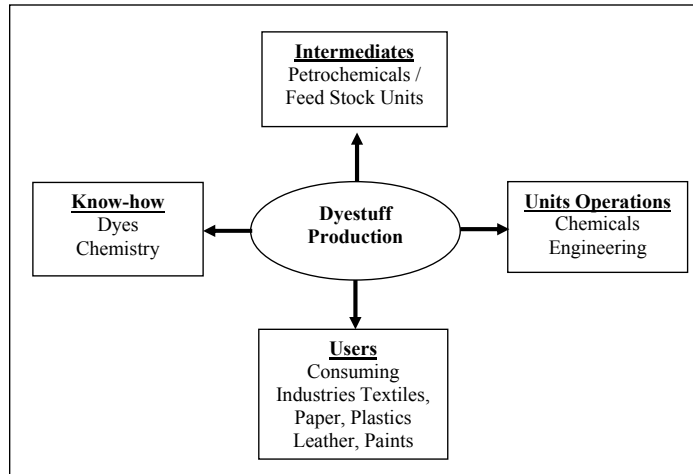 Intermediates
Petrochemicals /
Feed Stock Units
Know-how
Dyes
Chemistry
Dyestuff
Production
Units Operations
Chemicals
Engineering
Users
Consuming
Industries Textiles,
Paper, Plastics
Leather, Paints